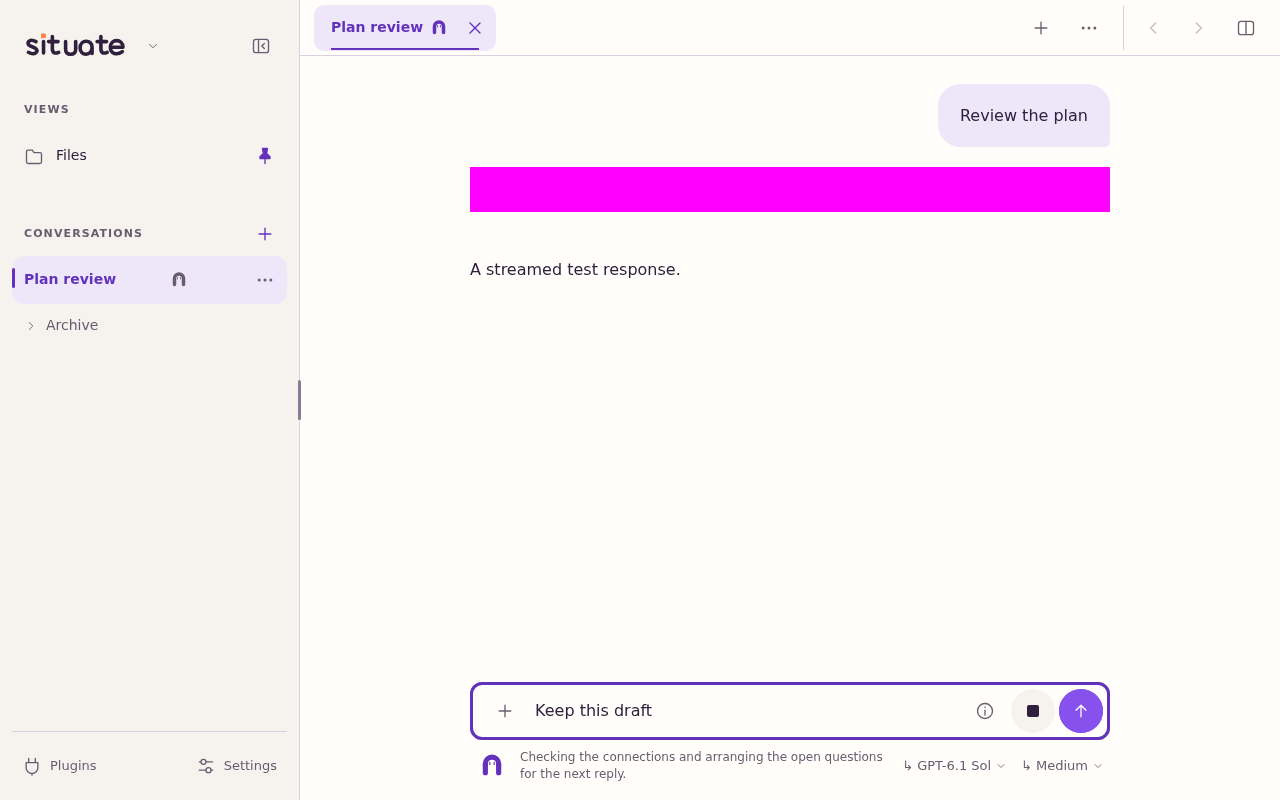 situate
VIEWS
Files
CONVERSATIONS
Plan review
Archive
Plugins
Settings
Plan review
Review the plan
A streamed test response.
Keep this draft
Checking the connections and arranging the open questions
for the next reply.
↳ GPT-6.1 Sol
↳ Medium